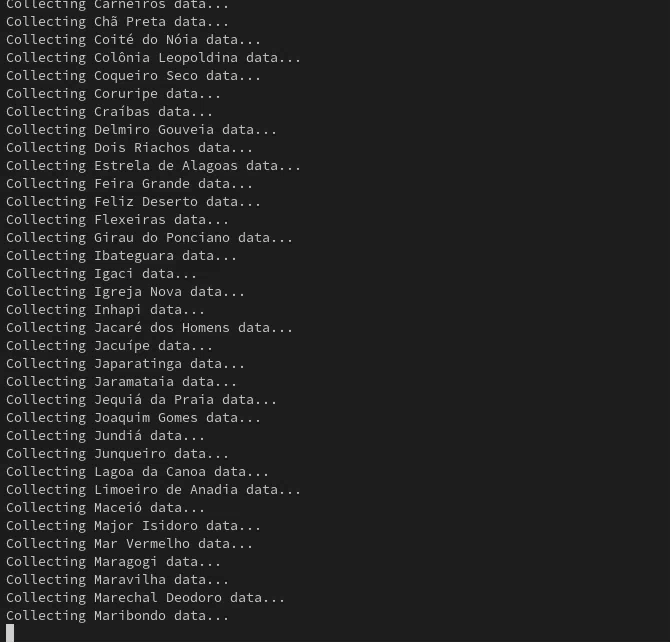 Collecting Carneiros data...
Collecting Chã Preta data...
Collecting Coité do Nóia data...
Collecting Colônia Leopoldina data...
Collecting Coqueiro Seco data...
Collecting Coruripe data...
Collecting Craíbas data...
Collecting Delmiro Gouveia data...
Collecting Dois Riachos data...
Collecting Estrela de Alagoas data...
Collecting Feira Grande data...
Collecting Feliz Deserto data...
Collecting Flexeiras data...
Collecting Girau do Ponciano data...
Collecting Ibateguara data...
Collecting Igaci data...
Collecting Igreja Nova data...
Collecting Inhapi data...
Collecting Jacaré dos Homens data...
Collecting Jacuípe data...
Collecting Japaratinga data...
Collecting Jaramataia data...
Collecting Jequiá da Praia data...
Collecting Joaquim Gomes data...
Collecting Jundiá data...
Collecting Junqueiro data...
Collecting Lagoa da Canoa data...
Collecting Limoeiro de Anadia data...
Collecting Maceió data...
Collecting Major Isidoro data...
Collecting Mar Vermelho data...
Collecting Maragogi data...
Collecting Maravilha data...
Collecting Marechal Deodoro data...
Collecting Maribondo data...